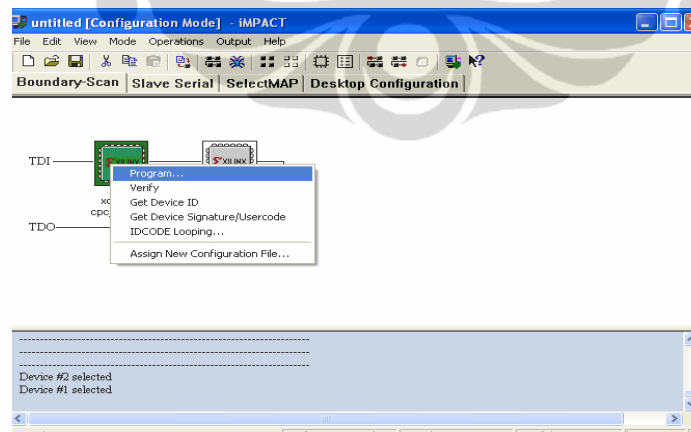 untitled [Configuration Mode] - iMPACT
File Edit View Mode Operations Output Help
Boundary-Scan Slave Serial SelectMAP Desktop Configuration
TDI
XILINX
Program...
Verify
Get Device ID
Get Device Signature/Usercode
IDCODE Looping...
Assign New Configuration File...
TDO
Device #2 selected
Device #1 selected